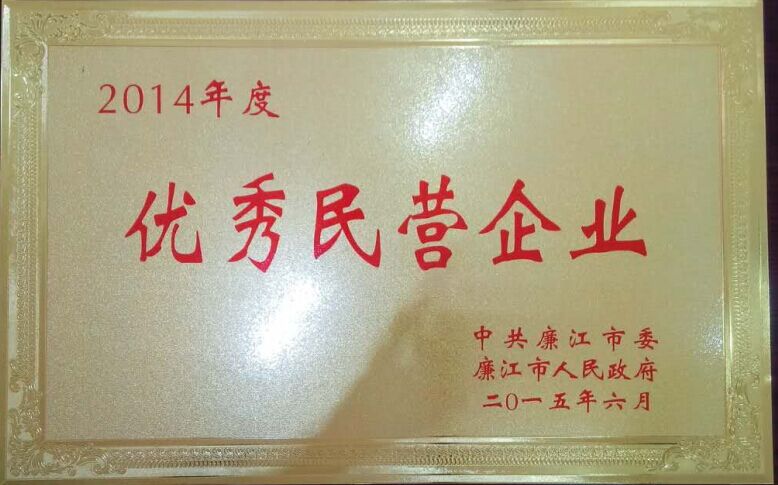 2014年度
优秀民营企业
中共廉江市委
廉江市人民政府
二0一五年六月